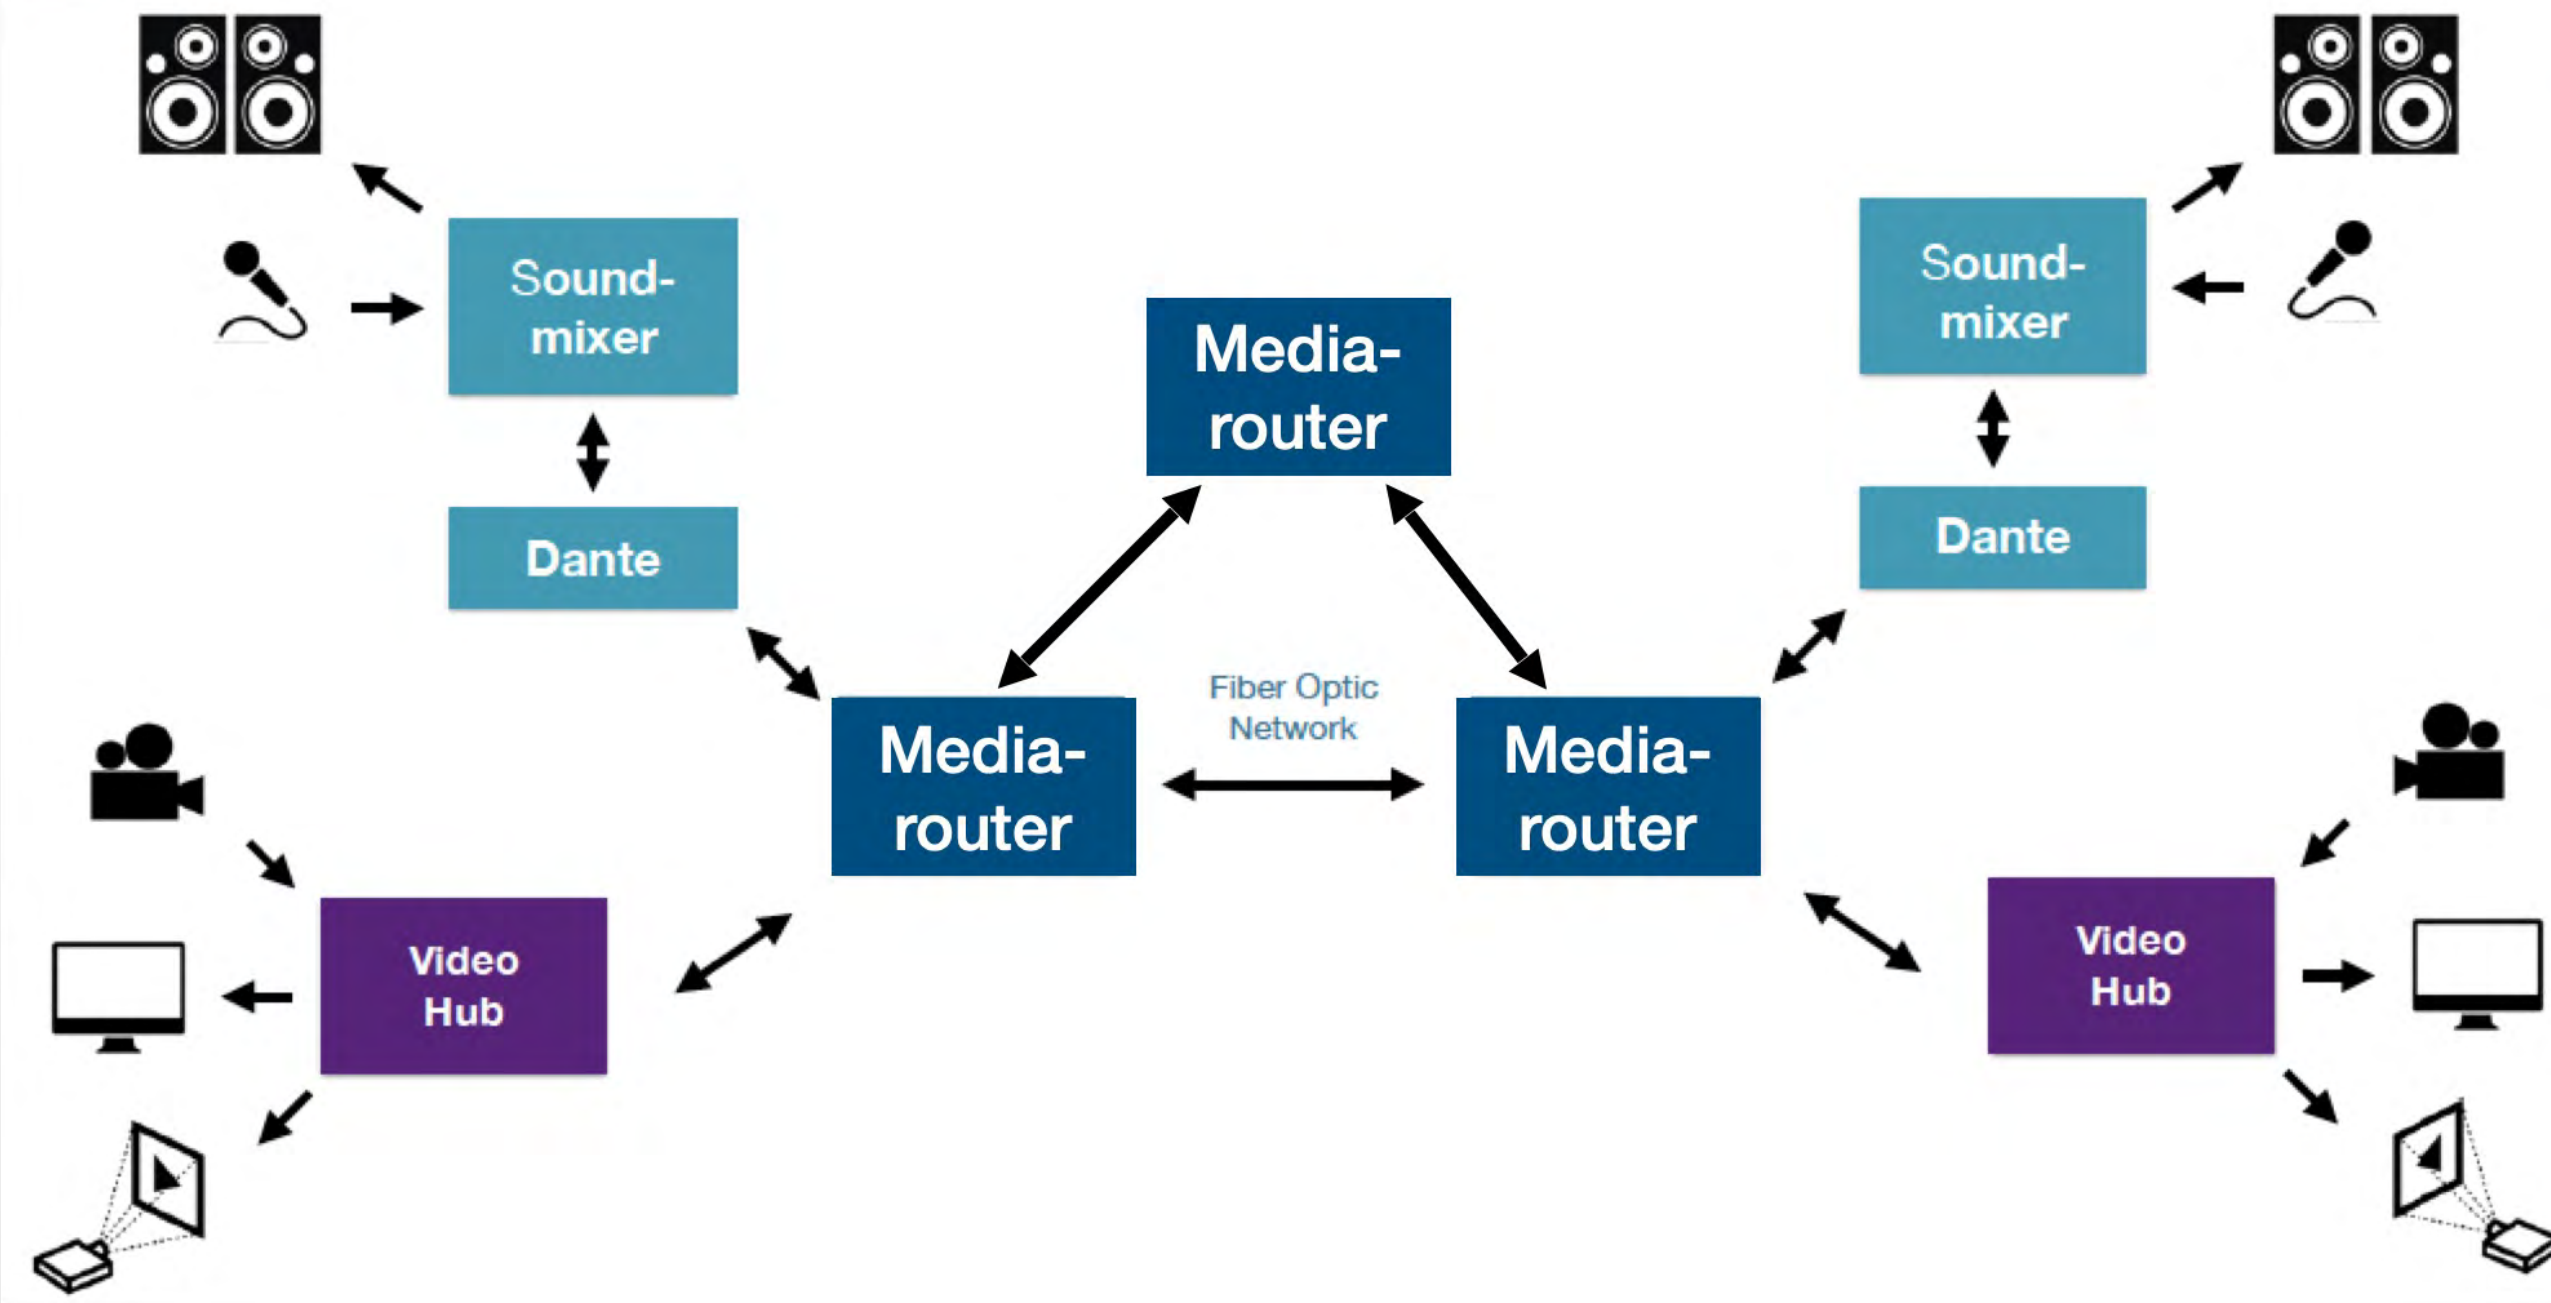 Sound-
mixer
Sound-
mixer
Media-
router
Dante
Dante
Fiber Optic
Network
Media-
router
Media-
router
Video
Hub
Video
Hub